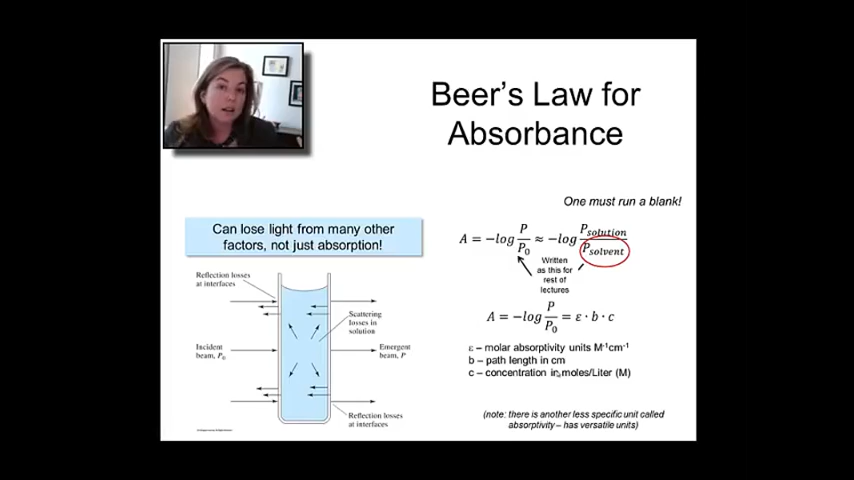 Beer's Law for
Absorbance
One must run a blank!
Can lose light from many other
factors, not just absorption!
A = −log P/P₀ ≈ −log Psolution/Psolvent
Written
as this for
rest of
lectures
Reflection losses
at interfaces
Scattering
losses in
solution
Incident
beam, P₀
Emergent
beam, P
Reflection losses
at interfaces
A = −log P/P₀ = ε · b · c
ε – molar absorptivity units M⁻¹cm⁻¹
b – path length in cm
c – concentration in moles/Liter (M)
(note: there is another less specific unit called
absorptivity – has versatile units)